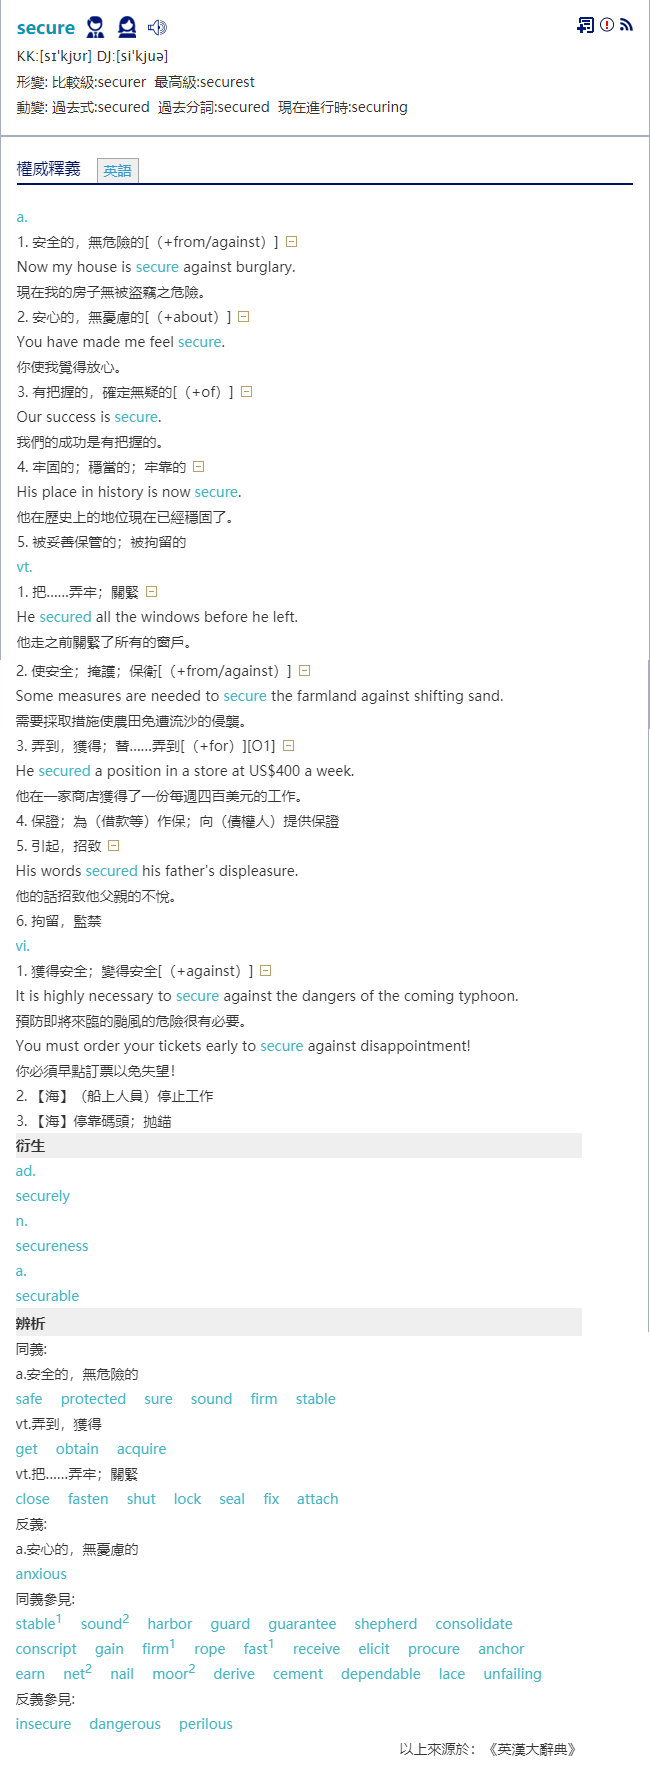 secure
KK:[sɪˈkjʊr] DJ:[siˈkjuə]
形變: 比較級:securer 最高級:securest
動變: 過去式:secured 過去分詞:secured 現在進行時:securing
權威釋義 英語
a.
1. 安全的，無危險的[（+from/against）]
Now my house is secure against burglary.
現在我的房子無被盜竊之危險。
2. 安心的，無憂慮的[（+about）]
You have made me feel secure.
你使我覺得放心。
3. 有把握的，確定無疑的[（+of）]
Our success is secure.
我們的成功是有把握的。
4. 牢固的；穩當的；牢靠的
His place in history is now secure.
他在歷史上的地位現在已經穩固了。
5. 被妥善保管的；被拘留的
vt.
1. 把……弄牢；關緊
He secured all the windows before he left.
他走之前關緊了所有的窗戶。
2. 使安全；掩護；保衛[（+from/against）]
Some measures are needed to secure the farmland against shifting sand.
需要採取措施使農田免遭流沙的侵襲。
3. 弄到，獲得；替……弄到[（+for）][O1]
He secured a position in a store at US$400 a week.
他在一家商店獲得了一份每週四百美元的工作。
4. 保證；為（借款等）作保；向（債權人）提供保證
5. 引起，招致
His words secured his father's displeasure.
他的話招致他父親的不悅。
6. 拘留，監禁
vi.
1. 獲得安全；變得安全[（+against）]
It is highly necessary to secure against the dangers of the coming typhoon.
預防即將來臨的颱風的危險很有必要。
You must order your tickets early to secure against disappointment!
你必須早點訂票以免失望！
2. 【海】（船上人員）停止工作
3. 【海】停靠碼頭；拋錨
衍生
ad.
securely
n.
secureness
a.
securable
辨析
同義:
a.安全的，無危險的
safe protected sure sound firm stable
vt.弄到，獲得
get obtain acquire
vt.把……弄牢；關緊
close fasten shut lock seal fix attach
反義:
a.安心的，無憂慮的
anxious
同義參見:
stable1 sound2 harbor guard guarantee shepherd consolidate
conscript gain firm1 rope fast1 receive elicit procure anchor
earn net2 nail moor2 derive cement dependable lace unfailing
反義參見:
insecure dangerous perilous
以上來源於：《英漢大辭典》